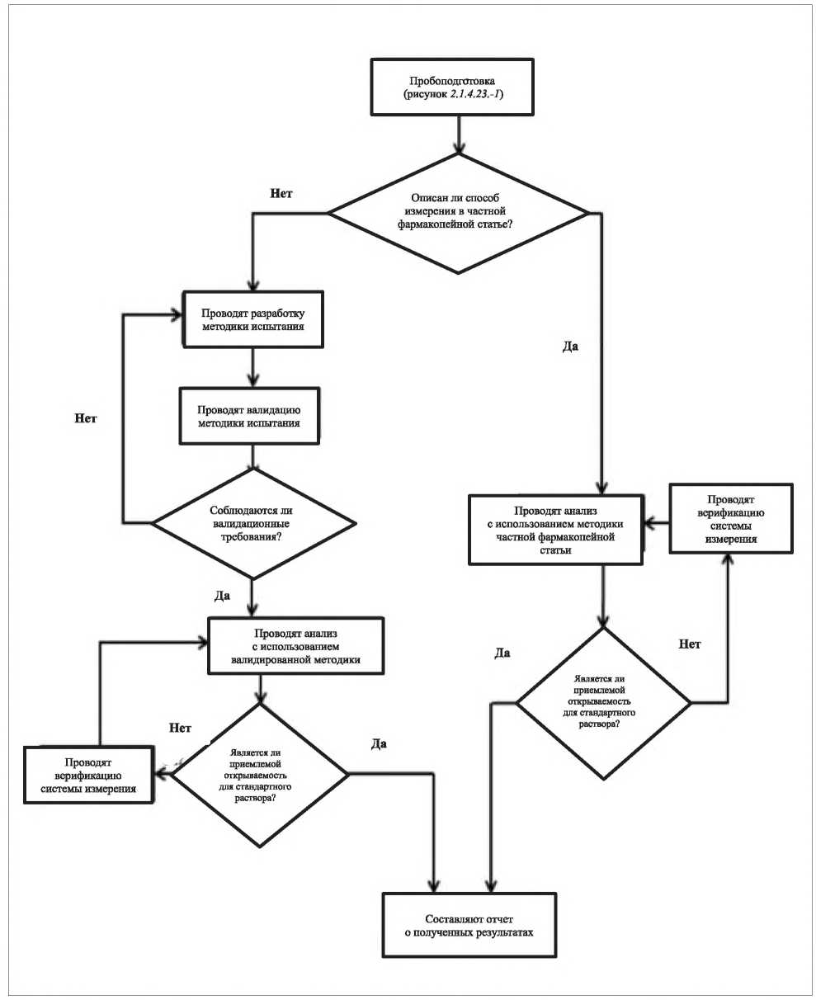 Пробоподготовка
(рисунок 2.1.4.23.-1)
Описан ли способ
измерения в частной
фармакопейной статье?
Нет
Да
Проводят разработку
методики испытания
Проводят валидацию
методики испытания
Нет
Соблюдаются ли
валидационные
требования?
Да
Проводят анализ
с использованием
валидированной методики
Нет
Является ли
приемлемой
открываемость
для стандартного
раствора?
Да
Проводят
верификацию
системы измерения
Проводят анализ
с использованием методики
частной фармакопейной
статьи
Проводят
верификацию
системы
измерения
Да
Является ли
приемлемой
открываемость
для стандартного
раствора?
Нет
Составляют отчет
о полученных результатах